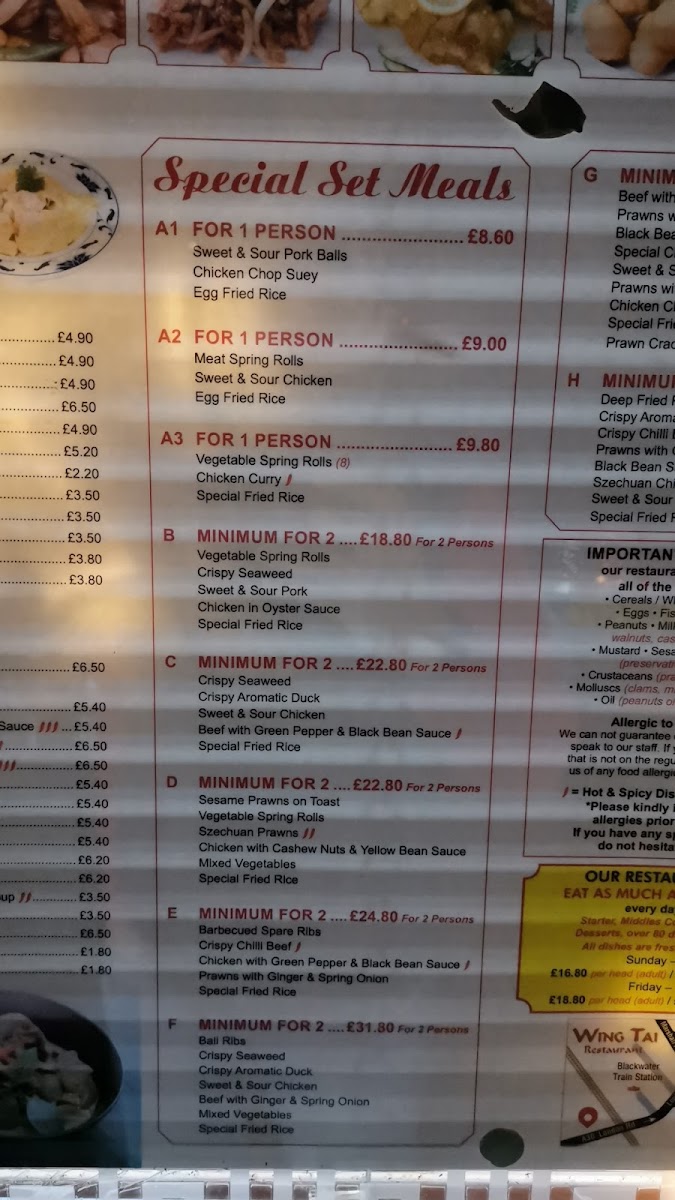 £4.90
£4.90
£4.90
£6.50
£4.90
£5.20
£2.20
£3.50
£3.50
£3.50
£3.80
£3.80
£6.50
£5.40
Sauce £5.40
£6.50
£6.50
£5.40
£5.40
£5.40
£5.40
£6.20
£6.20
£3.50
£3.50
£6.50
£1.80
£1.80
Special Set Meals
A1 FOR 1 PERSON ...................... £8.60
Sweet & Sour Pork Balls
Chicken Chop Suey
Egg Fried Rice
A2 FOR 1 PERSON ...................... £9.00
Meat Spring Rolls
Sweet & Sour Chicken
Egg Fried Rice
A3 FOR 1 PERSON ...................... £9.80
Vegetable Spring Rolls (8)
Chicken Curry
Special Fried Rice
B MINIMUM FOR 2 ....£18.80 For 2 Persons
Vegetable Spring Rolls
Crispy Seaweed
Sweet & Sour Pork
Chicken in Oyster Sauce
Special Fried Rice
C MINIMUM FOR 2 ....£22.80 For 2 Persons
Crispy Seaweed
Crispy Aromatic Duck
Sweet & Sour Chicken
Beef with Green Pepper & Black Bean Sauce
Special Fried Rice
D MINIMUM FOR 2 ....£22.80 For 2 Persons
Sesame Prawns on Toast
Vegetable Spring Rolls
Szechuan Prawns
Chicken with Cashew Nuts & Yellow Bean Sauce
Mixed Vegetables
Special Fried Rice
E MINIMUM FOR 2 ....£24.80 For 2 Persons
Barbecued Spare Ribs
Crispy Chilli Beef
Chicken with Green Pepper & Black Bean Sauce
Prawns with Ginger & Spring Onion
Special Fried Rice
F MINIMUM FOR 2 ....£31.80 For 2 Persons
Bali Ribs
Crispy Seaweed
Crispy Aromatic Duck
Sweet & Sour Chicken
Beef with Ginger & Spring Onion
Mixed Vegetables
Special Fried Rice
G MINIM
Beef with
Prawns w
Black Bea
Special C
Sweet & S
Prawns wi
Chicken C
Special Fri
Prawn Crac
H MINIMU
Deep Fried
Crispy Aroma
Crispy Chilli
Prawns with
Black Bean S
Szechuan Chi
Sweet & Sour
Special Fried
IMPORTAN
our restaura
all of the
• Cereals / W
• Eggs • Fis
• Peanuts • Mil
walnuts, cas
• Mustard • Sesa
(preservati
• Crustaceans (pra
• Molluscs (clams, m
• Oil (peanuts o
Allergic to
We can not guarantee
speak to our staff. If
that is not on the regu
us of any food allergi
= Hot & Spicy Dis
*Please kindly
allergies prior
If you have any sp
do not hesita
OUR RESTA
EAT AS MUCH A
every da
Starter, Middles C
Desserts, over 80 d
All dishes are fres
Sunday –
£16.80 per head (adult) /
Friday –
£18.80 per head (adult) /
WING TAI
Restaurant
Blackwater
Train Station
A30 London Rd